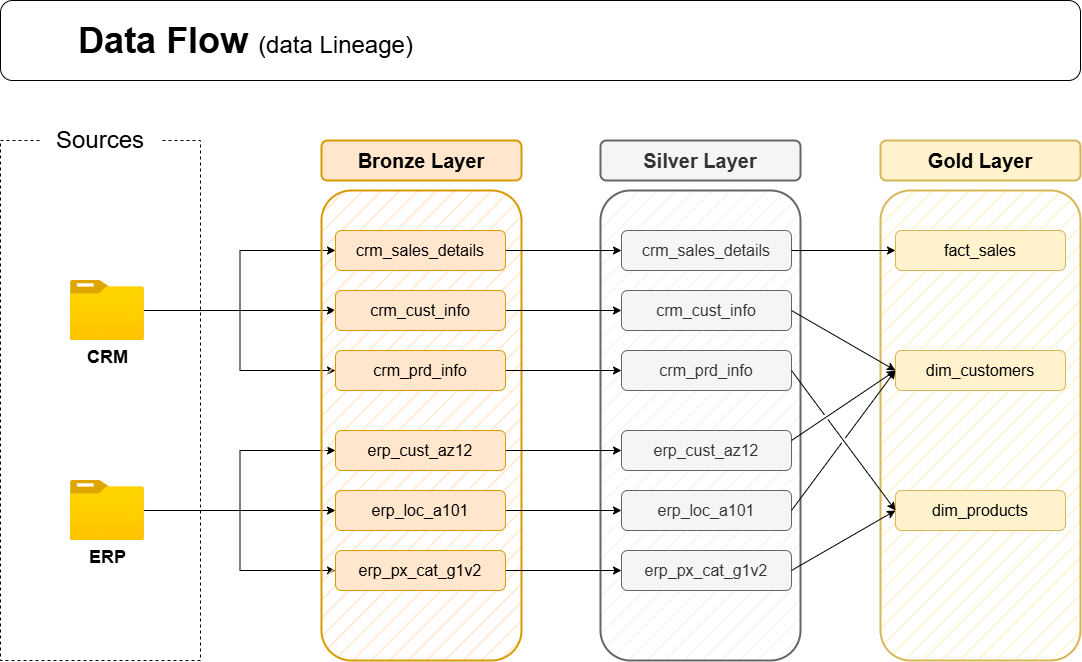 Data Flow (data Lineage)
Sources
Bronze Layer
Silver Layer
Gold Layer
crm_sales_details
crm_sales_details
fact_sales
crm_cust_info
crm_cust_info
CRM
crm_prd_info
crm_prd_info
dim_customers
erp_cust_az12
erp_cust_az12
erp_loc_a101
erp_loc_a101
dim_products
ERP
erp_px_cat_g1v2
erp_px_cat_g1v2